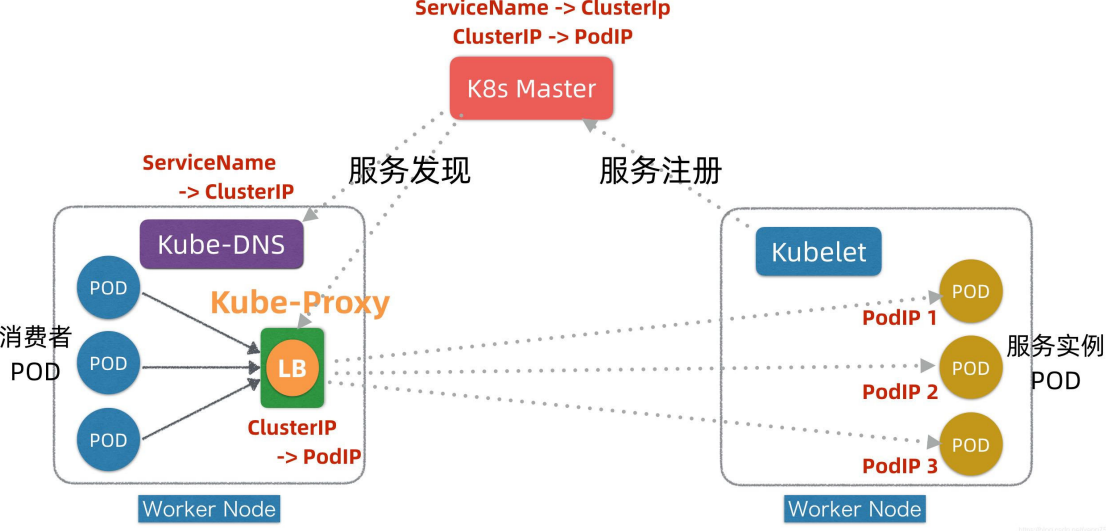 ServiceName -> ClusterIp
ClusterIP -> PodIP
K8s Master
服务发现
服务注册
ServiceName
-> ClusterIP
Kube-DNS
Kubelet
POD
Kube-Proxy
POD
PodIP 1
消费者
POD
POD
LB
服务实例
POD
POD
PodIP 2
ClusterIP
-> PodIP
POD
POD
PodIP 3
Worker Node
Worker Node